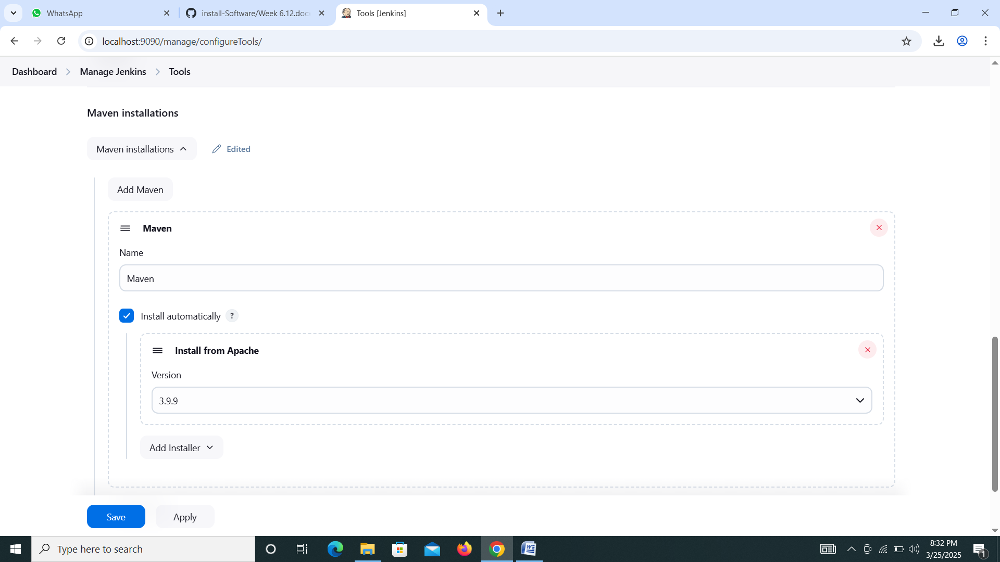 WhatsApp
install-Software/Week 6.12.doc
Tools [Jenkins]
localhost:9090/manage/configureTools/
Dashboard
Manage Jenkins
Tools
Maven installations
Maven installations
Edited
Add Maven
Maven
Name
Maven
Install automatically ?
Install from Apache
Version
3.9.9
Add Installer
Save
Apply
Type here to search
8:32 PM
3/25/2025
1